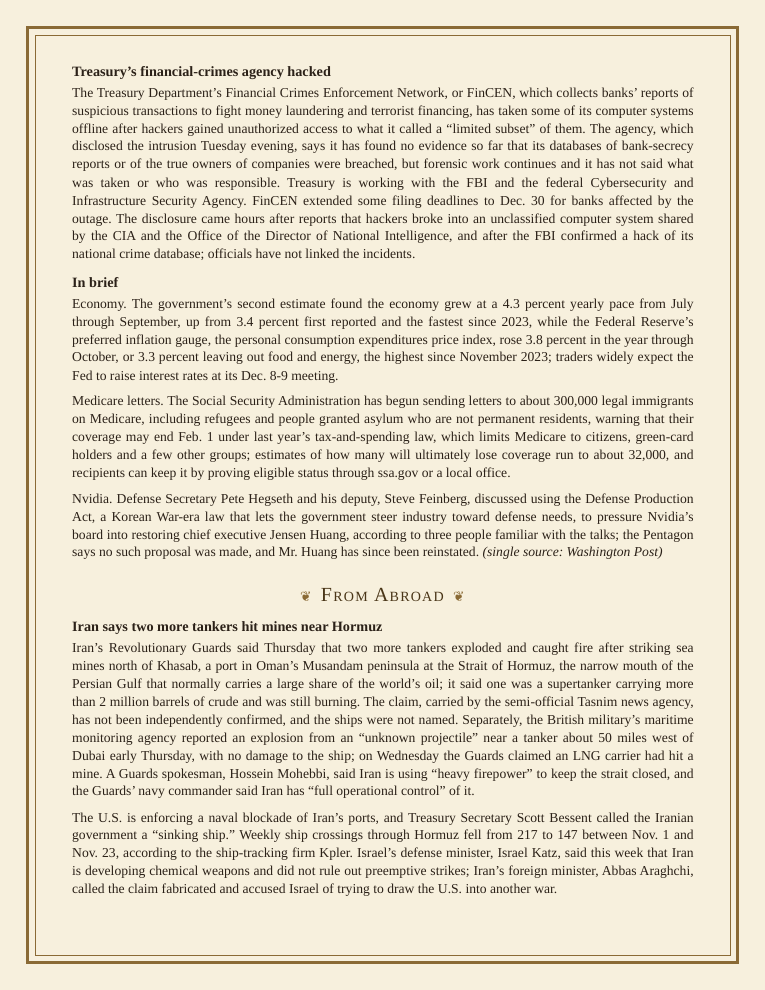 Treasury’s financial-crimes agency hacked
The Treasury Department’s Financial Crimes Enforcement Network, or FinCEN, which collects banks’ reports of
suspicious transactions to fight money laundering and terrorist financing, has taken some of its computer systems
offline after hackers gained unauthorized access to what it called a “limited subset” of them. The agency, which
disclosed the intrusion Tuesday evening, says it has found no evidence so far that its databases of bank-secrecy
reports or of the true owners of companies were breached, but forensic work continues and it has not said what
was taken or who was responsible. Treasury is working with the FBI and the federal Cybersecurity and
Infrastructure Security Agency. FinCEN extended some filing deadlines to Dec. 30 for banks affected by the
outage. The disclosure came hours after reports that hackers broke into an unclassified computer system shared
by the CIA and the Office of the Director of National Intelligence, and after the FBI confirmed a hack of its
national crime database; officials have not linked the incidents.
In brief
Economy. The government’s second estimate found the economy grew at a 4.3 percent yearly pace from July
through September, up from 3.4 percent first reported and the fastest since 2023, while the Federal Reserve’s
preferred inflation gauge, the personal consumption expenditures price index, rose 3.8 percent in the year through
October, or 3.3 percent leaving out food and energy, the highest since November 2023; traders widely expect the
Fed to raise interest rates at its Dec. 8-9 meeting.
Medicare letters. The Social Security Administration has begun sending letters to about 300,000 legal immigrants
on Medicare, including refugees and people granted asylum who are not permanent residents, warning that their
coverage may end Feb. 1 under last year’s tax-and-spending law, which limits Medicare to citizens, green-card
holders and a few other groups; estimates of how many will ultimately lose coverage run to about 32,000, and
recipients can keep it by proving eligible status through ssa.gov or a local office.
Nvidia. Defense Secretary Pete Hegseth and his deputy, Steve Feinberg, discussed using the Defense Production
Act, a Korean War-era law that lets the government steer industry toward defense needs, to pressure Nvidia’s
board into restoring chief executive Jensen Huang, according to three people familiar with the talks; the Pentagon
says no such proposal was made, and Mr. Huang has since been reinstated. (single source: Washington Post)
❦ From Abroad ❦
Iran says two more tankers hit mines near Hormuz
Iran’s Revolutionary Guards said Thursday that two more tankers exploded and caught fire after striking sea
mines north of Khasab, a port in Oman’s Musandam peninsula at the Strait of Hormuz, the narrow mouth of the
Persian Gulf that normally carries a large share of the world’s oil; it said one was a supertanker carrying more
than 2 million barrels of crude and was still burning. The claim, carried by the semi-official Tasnim news agency,
has not been independently confirmed, and the ships were not named. Separately, the British military’s maritime
monitoring agency reported an explosion from an “unknown projectile” near a tanker about 50 miles west of
Dubai early Thursday, with no damage to the ship; on Wednesday the Guards claimed an LNG carrier had hit a
mine. A Guards spokesman, Hossein Mohebbi, said Iran is using “heavy firepower” to keep the strait closed, and
the Guards’ navy commander said Iran has “full operational control” of it.
The U.S. is enforcing a naval blockade of Iran’s ports, and Treasury Secretary Scott Bessent called the Iranian
government a “sinking ship.” Weekly ship crossings through Hormuz fell from 217 to 147 between Nov. 1 and
Nov. 23, according to the ship-tracking firm Kpler. Israel’s defense minister, Israel Katz, said this week that Iran
is developing chemical weapons and did not rule out preemptive strikes; Iran’s foreign minister, Abbas Araghchi,
called the claim fabricated and accused Israel of trying to draw the U.S. into another war.